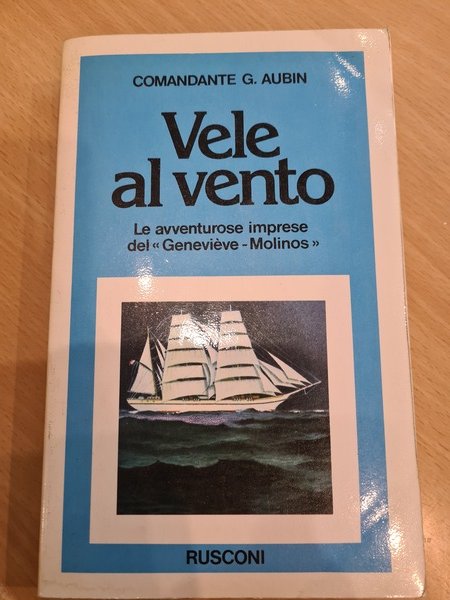 COMANDANTE G. AUBIN
Vele
al vento
Le avventurose imprese
del «Geneviève-Molinos»
RUSCONI